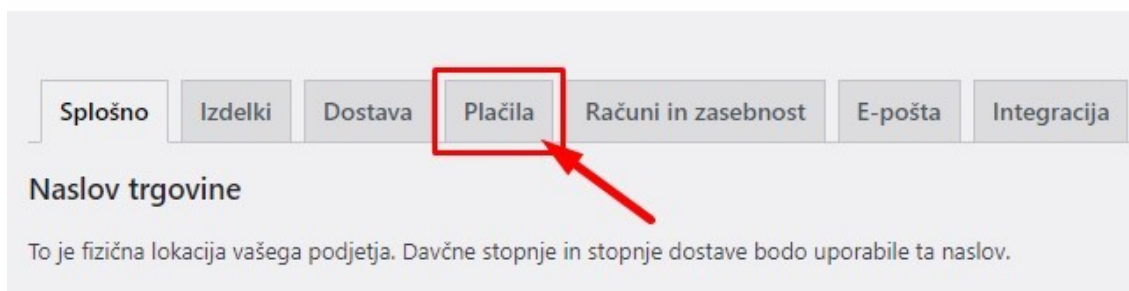 Splošno Izdelki Dostava Plačila Računi in zasebnost E-pošta Integracija
Naslov trgovine
To je fizična lokacija vašega podjetja. Davčne stopnje in stopnje dostave bodo uporabile ta naslov.